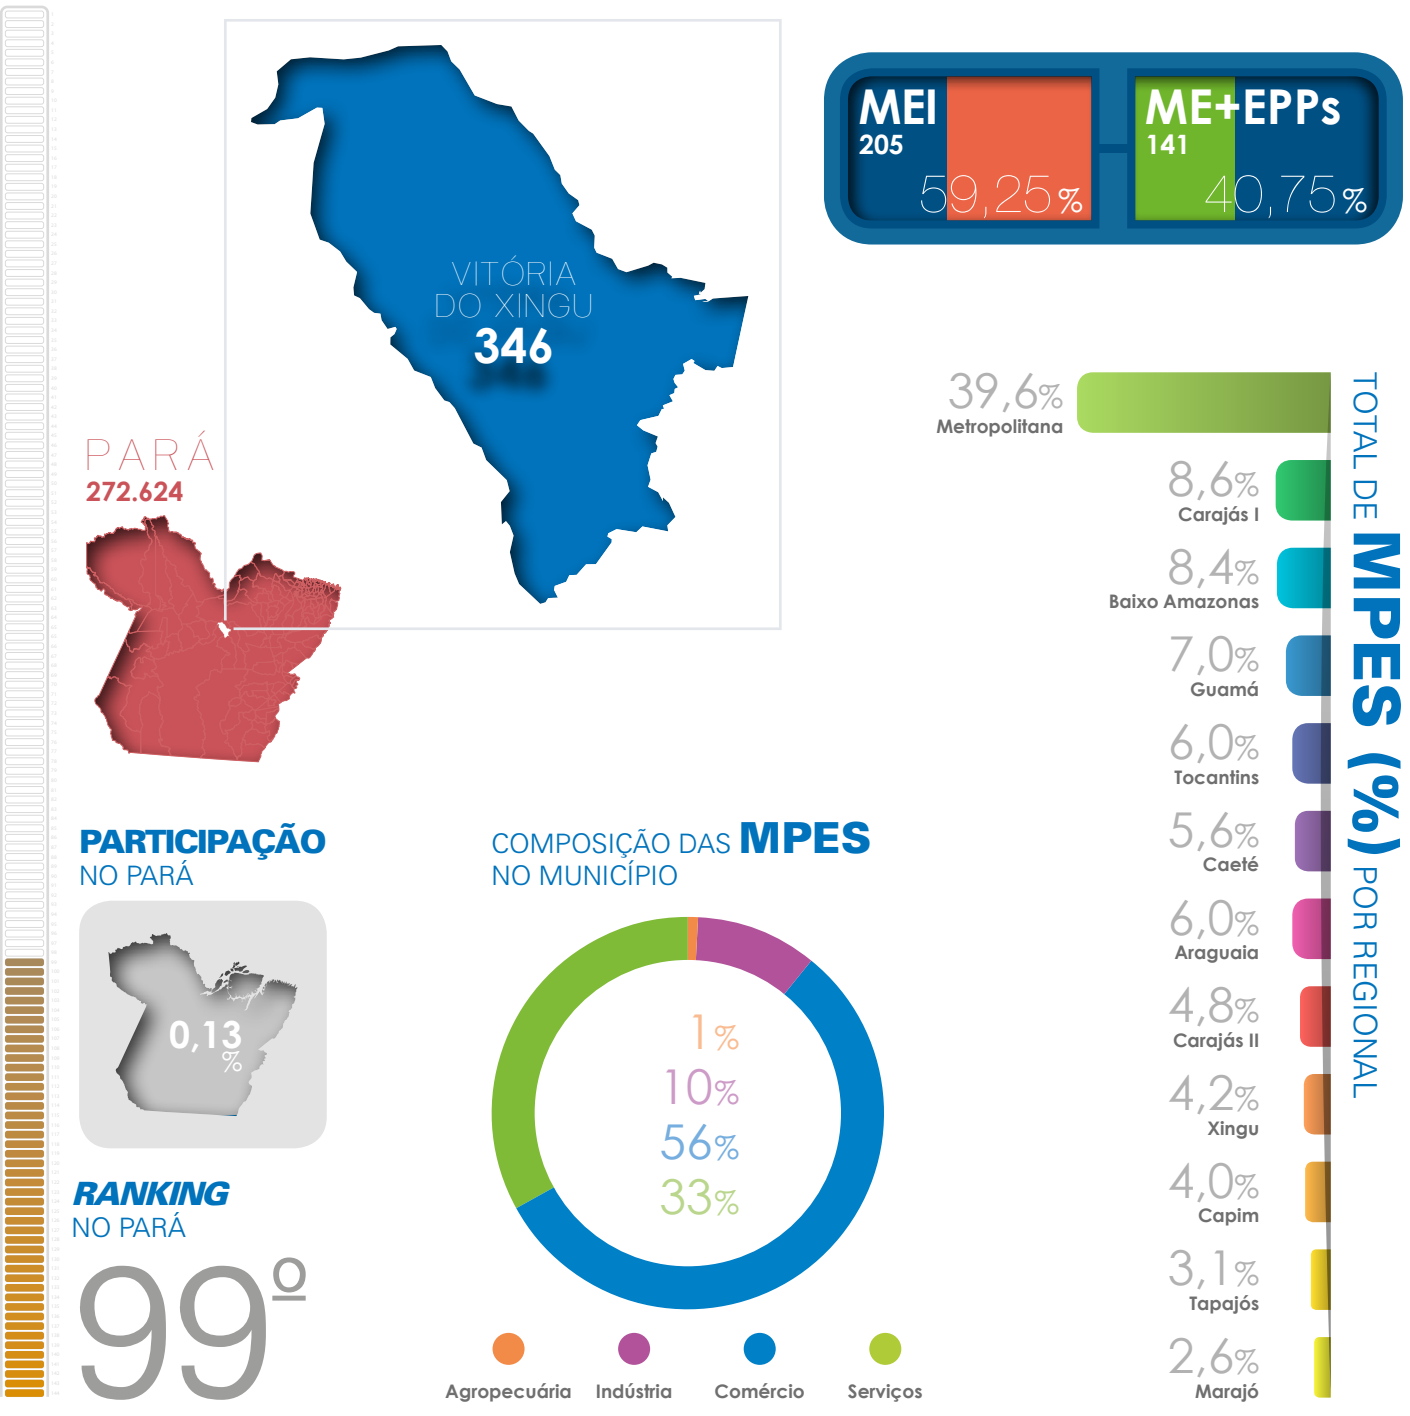 MEI
205
59,25%
ME+EPPs
141
40,75%
VITÓRIA
DO XINGU
346
PARÁ
272.624
TOTAL DE MPES (%) POR REGIONAL
39,6%
Metropolitana
8,6%
Carajás I
8,4%
Baixo Amazonas
7,0%
Guamá
6,0%
Tocantins
5,6%
Caeté
6,0%
Araguaia
4,8%
Carajás II
4,2%
Xingu
4,0%
Capim
3,1%
Tapajós
2,6%
Marajó
PARTICIPAÇÃO
NO PARÁ
0,13
%
RANKING
NO PARÁ
99º
COMPOSIÇÃO DAS MPES
NO MUNICÍPIO
1%
10%
56%
33%
Agropecuária Indústria Comércio Serviços